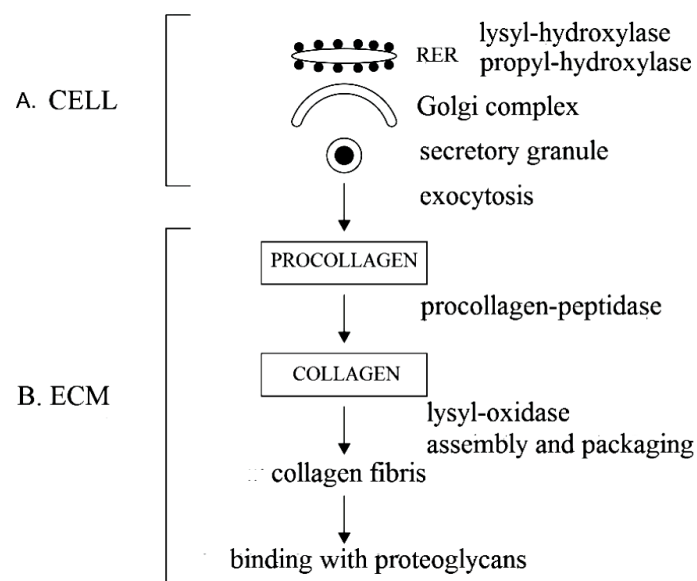 lysyl-hydroxylase
RER propyl-hydroxylase
A. CELL
Golgi complex
secretory granule
exocytosis
PROCOLLAGEN
procollagen-peptidase
COLLAGEN
B. ECM
lysyl-oxidase
assembly and packaging
collagen fibris
binding with proteoglycans